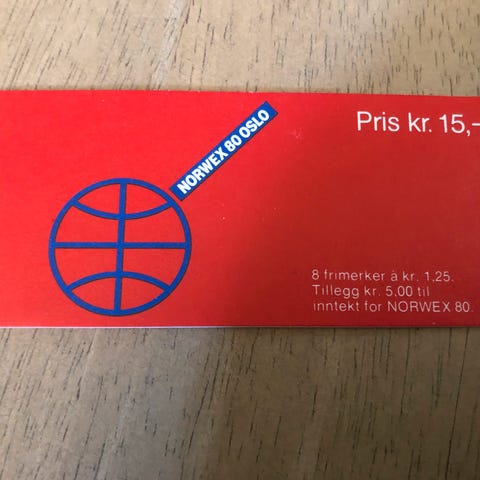 NORWEX 80 OSLO
Pris kr. 15,-
8 frimerker à kr. 1,25.
Tillegg kr. 5,00 til
inntekt for NORWEX 80.